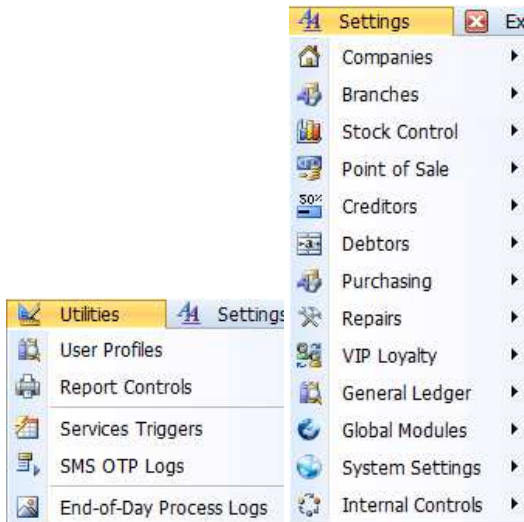 Utilities
Settings
User Profiles
Report Controls
Services Triggers
SMS OTP Logs
End-of-Day Process Logs
Settings
Ex
Companies
Branches
Stock Control
Point of Sale
50%
Creditors
Debtors
Purchasing
Repairs
VIP Loyalty
General Ledger
Global Modules
System Settings
Internal Controls